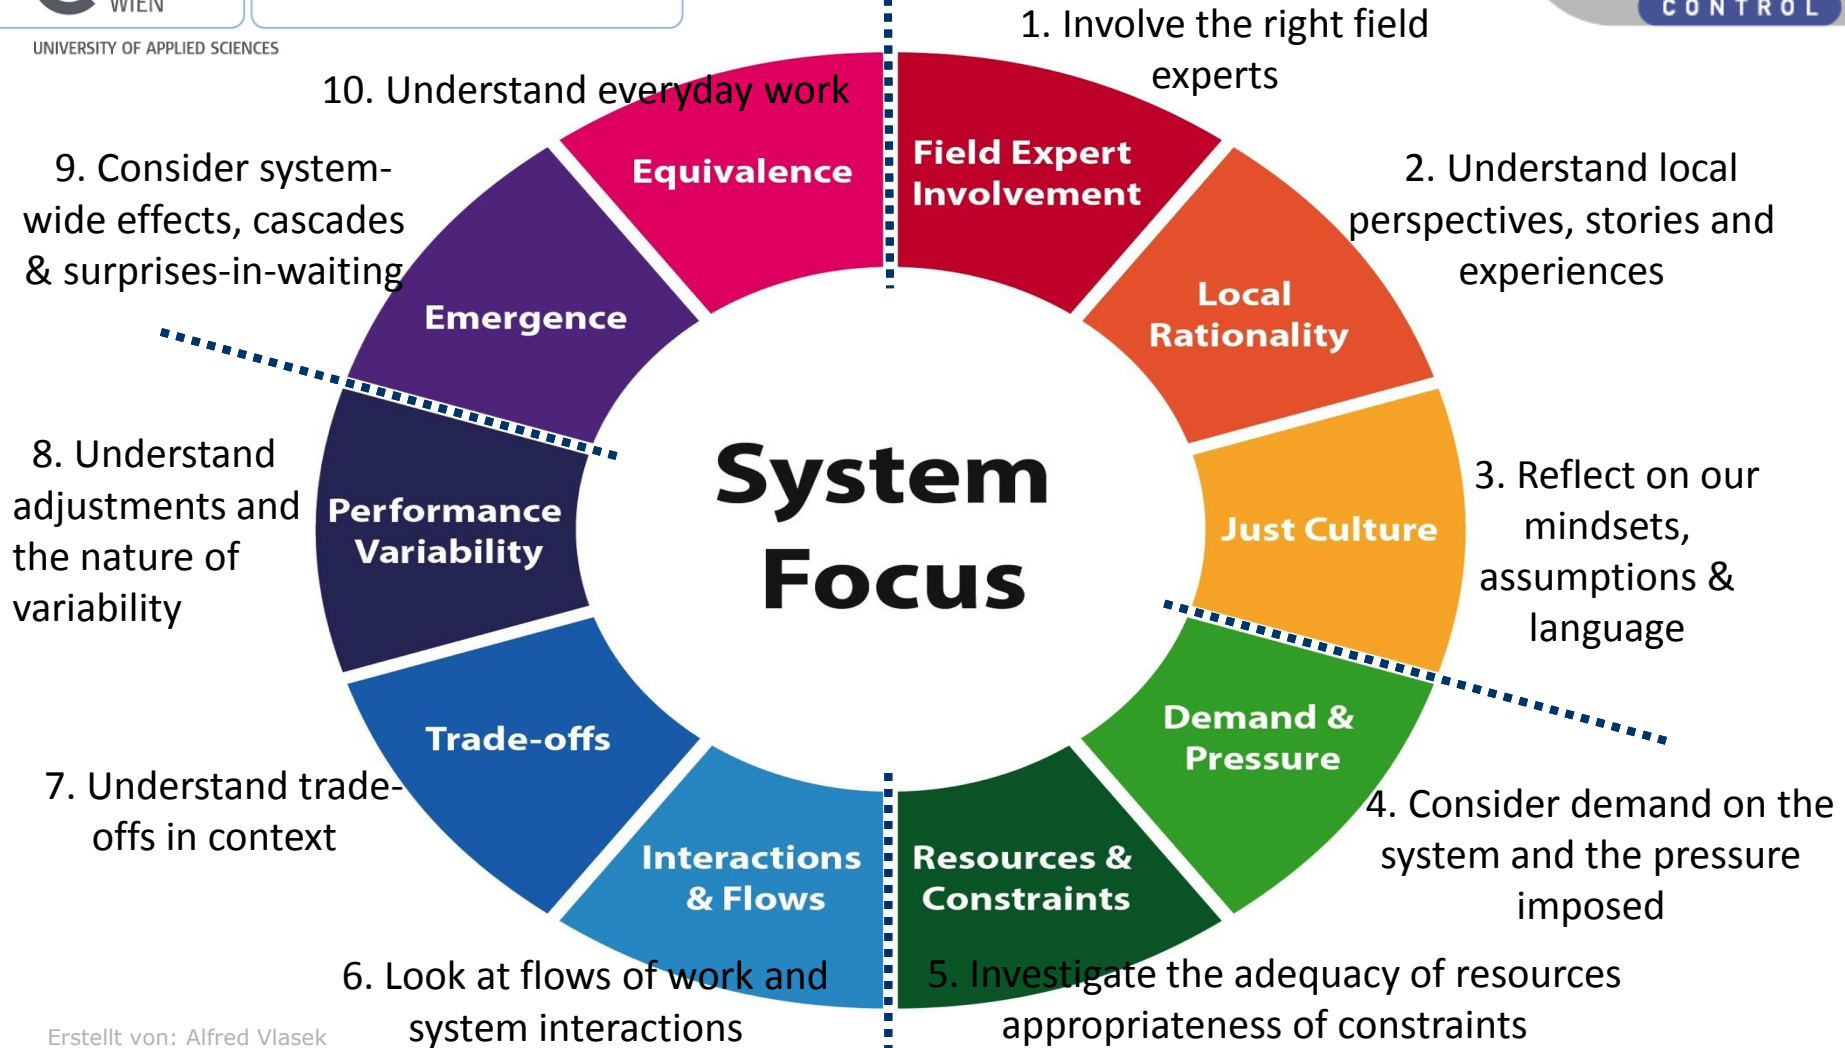 WIEN
UNIVERSITY OF APPLIED SCIENCES
CONTROL
1. Involve the right field
experts
10. Understand everyday work
Field Expert
Involvement
Equivalence
9. Consider system-
wide effects, cascades
& surprises-in-waiting
2. Understand local
perspectives, stories and
experiences
Local
Rationality
Emergence
System
Focus
8. Understand
adjustments and
the nature of
variability
Performance
Variability
Just Culture
3. Reflect on our
mindsets,
assumptions &
language
Demand &
Pressure
Trade-offs
7. Understand trade-
offs in context
4. Consider demand on the
system and the pressure
imposed
Interactions
& Flows
Resources &
Constraints
6. Look at flows of work and
system interactions
5. Investigate the adequacy of resources
appropriateness of constraints
Erstellt von: Alfred Vlasek